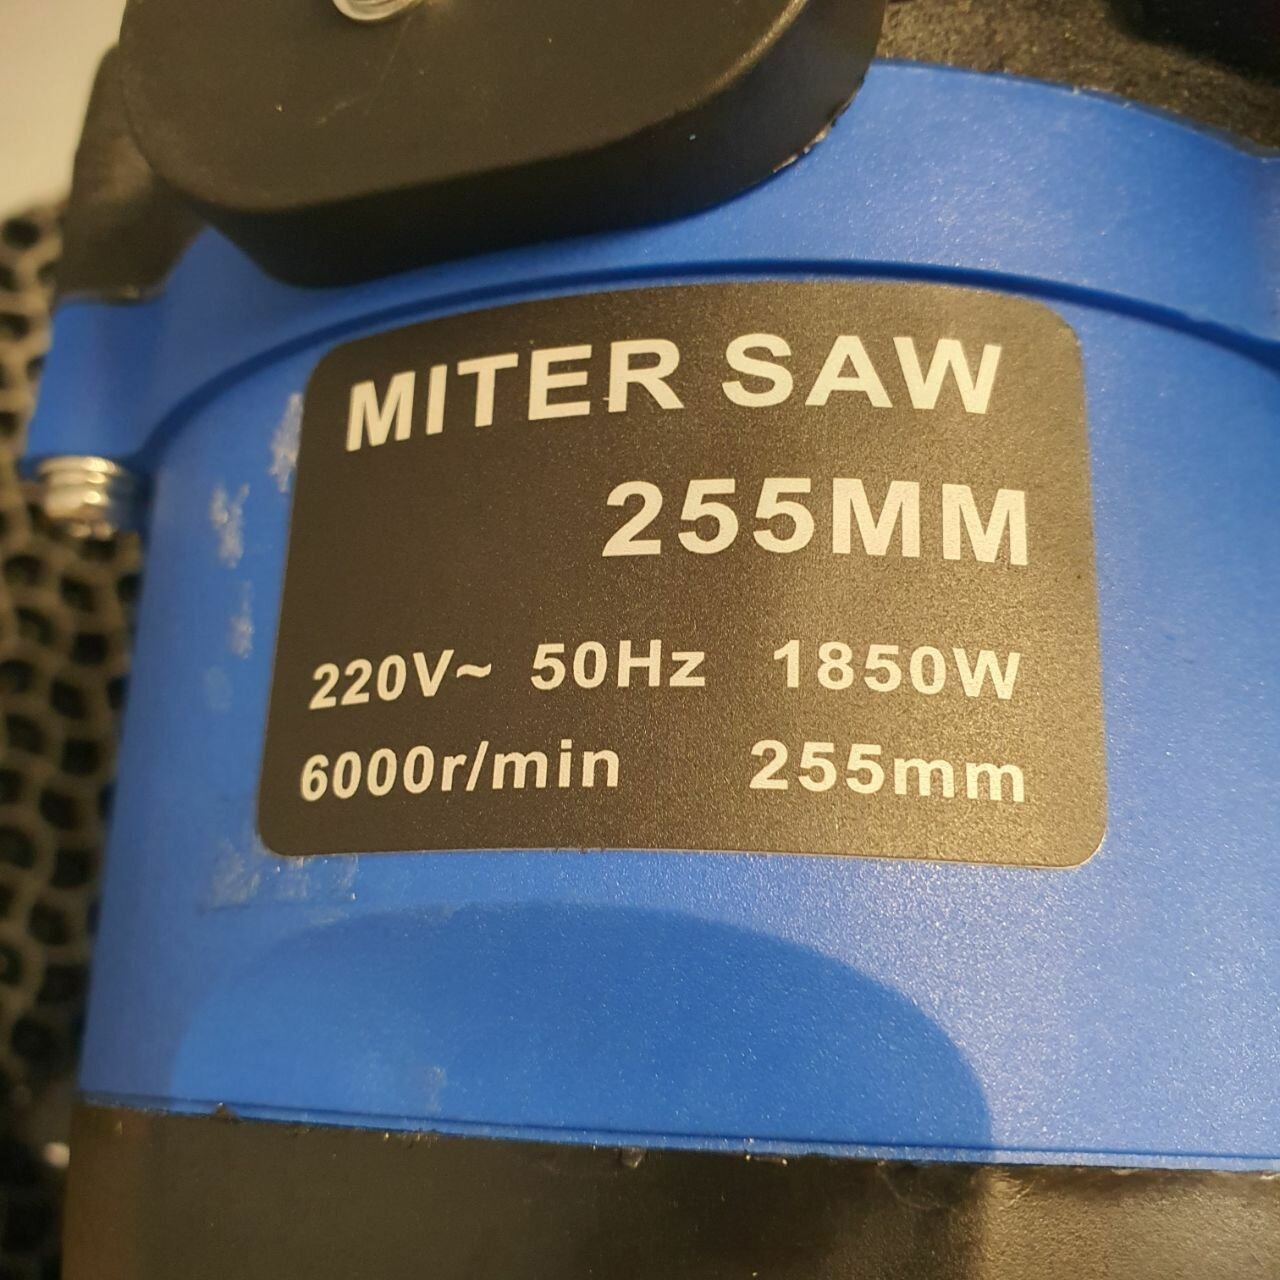 MITER SAW
255MM
220V~ 50Hz 1850W
6000r/min 255mm